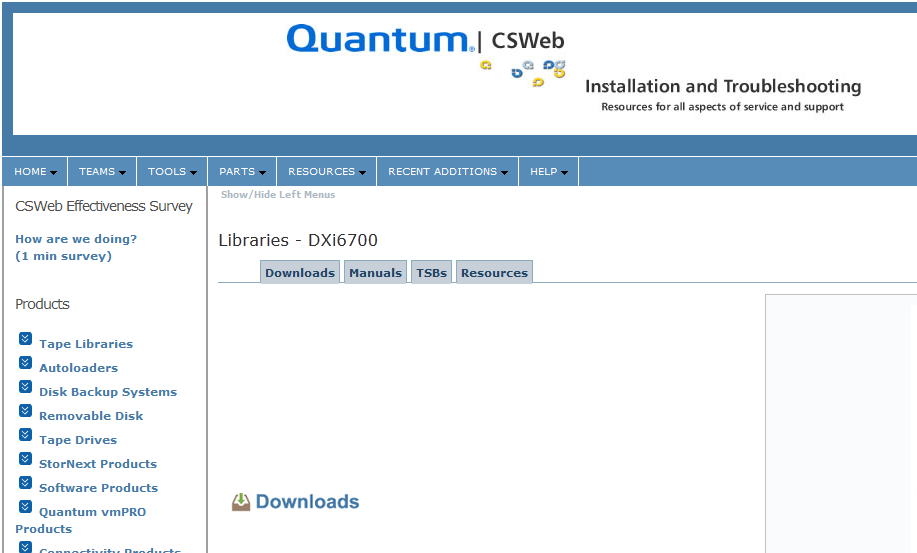 Quantum. | CSWeb
Installation and Troubleshooting
Resources for all aspects of service and support
HOME TEAMS TOOLS PARTS RESOURCES RECENT ADDITIONS HELP
CSWeb Effectiveness Survey
How are we doing?
(1 min survey)
Products
Tape Libraries
Autoloaders
Disk Backup Systems
Removable Disk
Tape Drives
StorNext Products
Software Products
Quantum vmPRO
Products
Connectivity Products
Show/Hide Left Menus
Libraries - DXi6700
Downloads Manuals TSBs Resources
Downloads